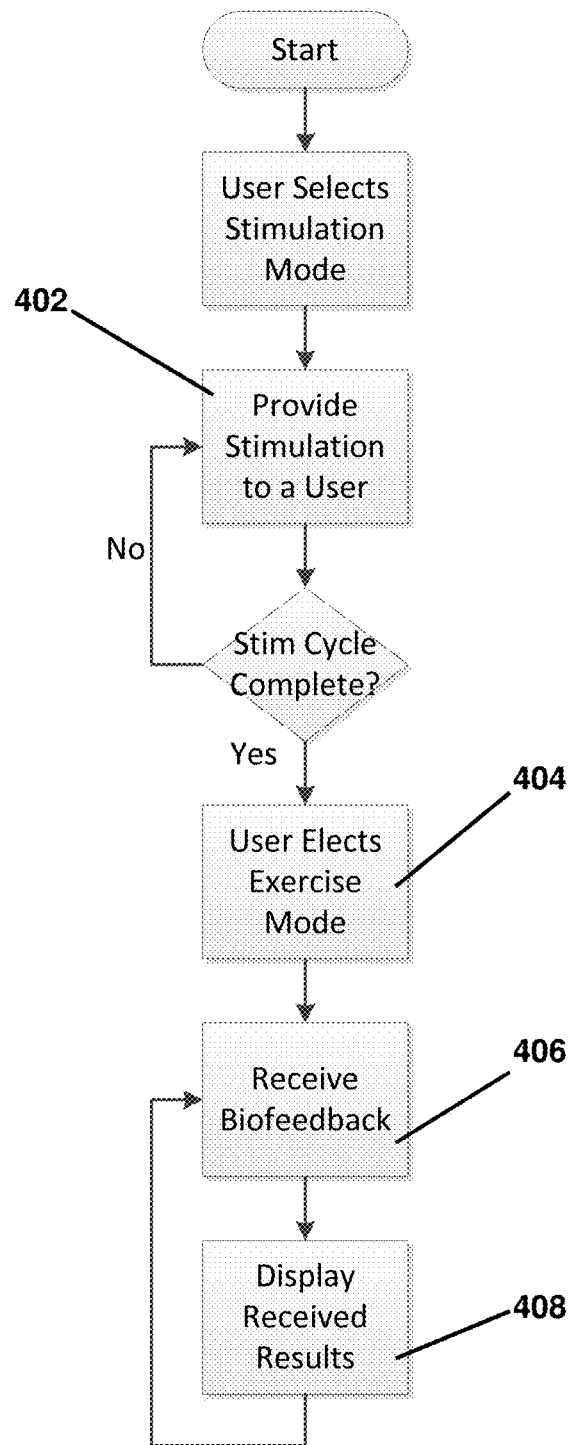 Start
User Selects
Stimulation
Mode
402
Provide
Stimulation
to a User
No
Stim Cycle
Complete?
Yes
404
User Elects
Exercise
Mode
406
Receive
Biofeedback
Display
Received
Results
408